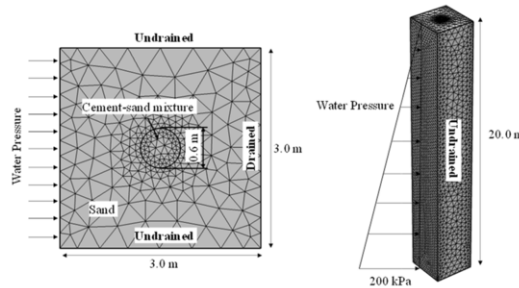 Undrained
Water Pressure
Cement-sand mixture
0.6 m
Drained
3.0 m
Sand
Undrained
3.0 m
Water Pressure
Undrained
20.0 m
200 kPa